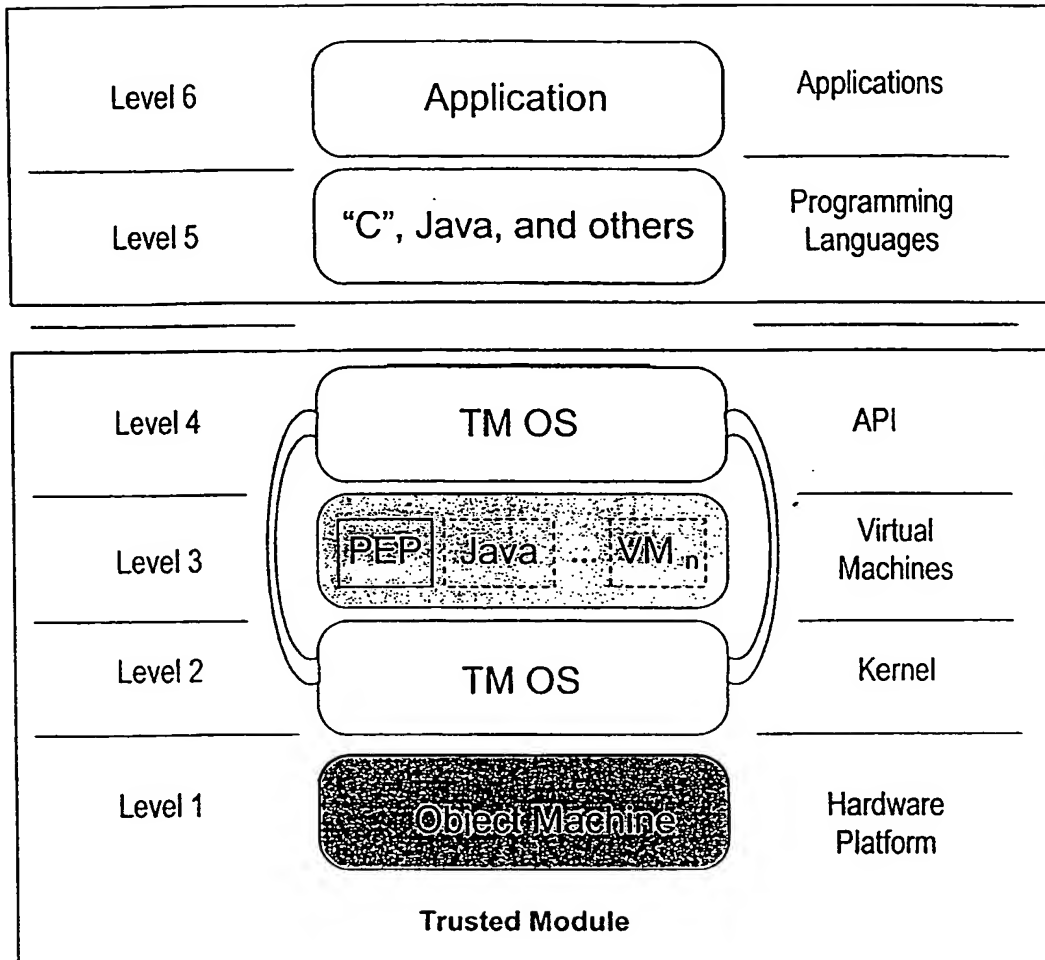 Level 6
Application
Applications
Level 5
“C”, Java, and others
Programming
Languages
Level 4
TM OS
API
Level 3
PEP
Java
...
VM n
Virtual
Machines
Level 2
TM OS
Kernel
Level 1
Object Machine
Hardware
Platform
Trusted Module